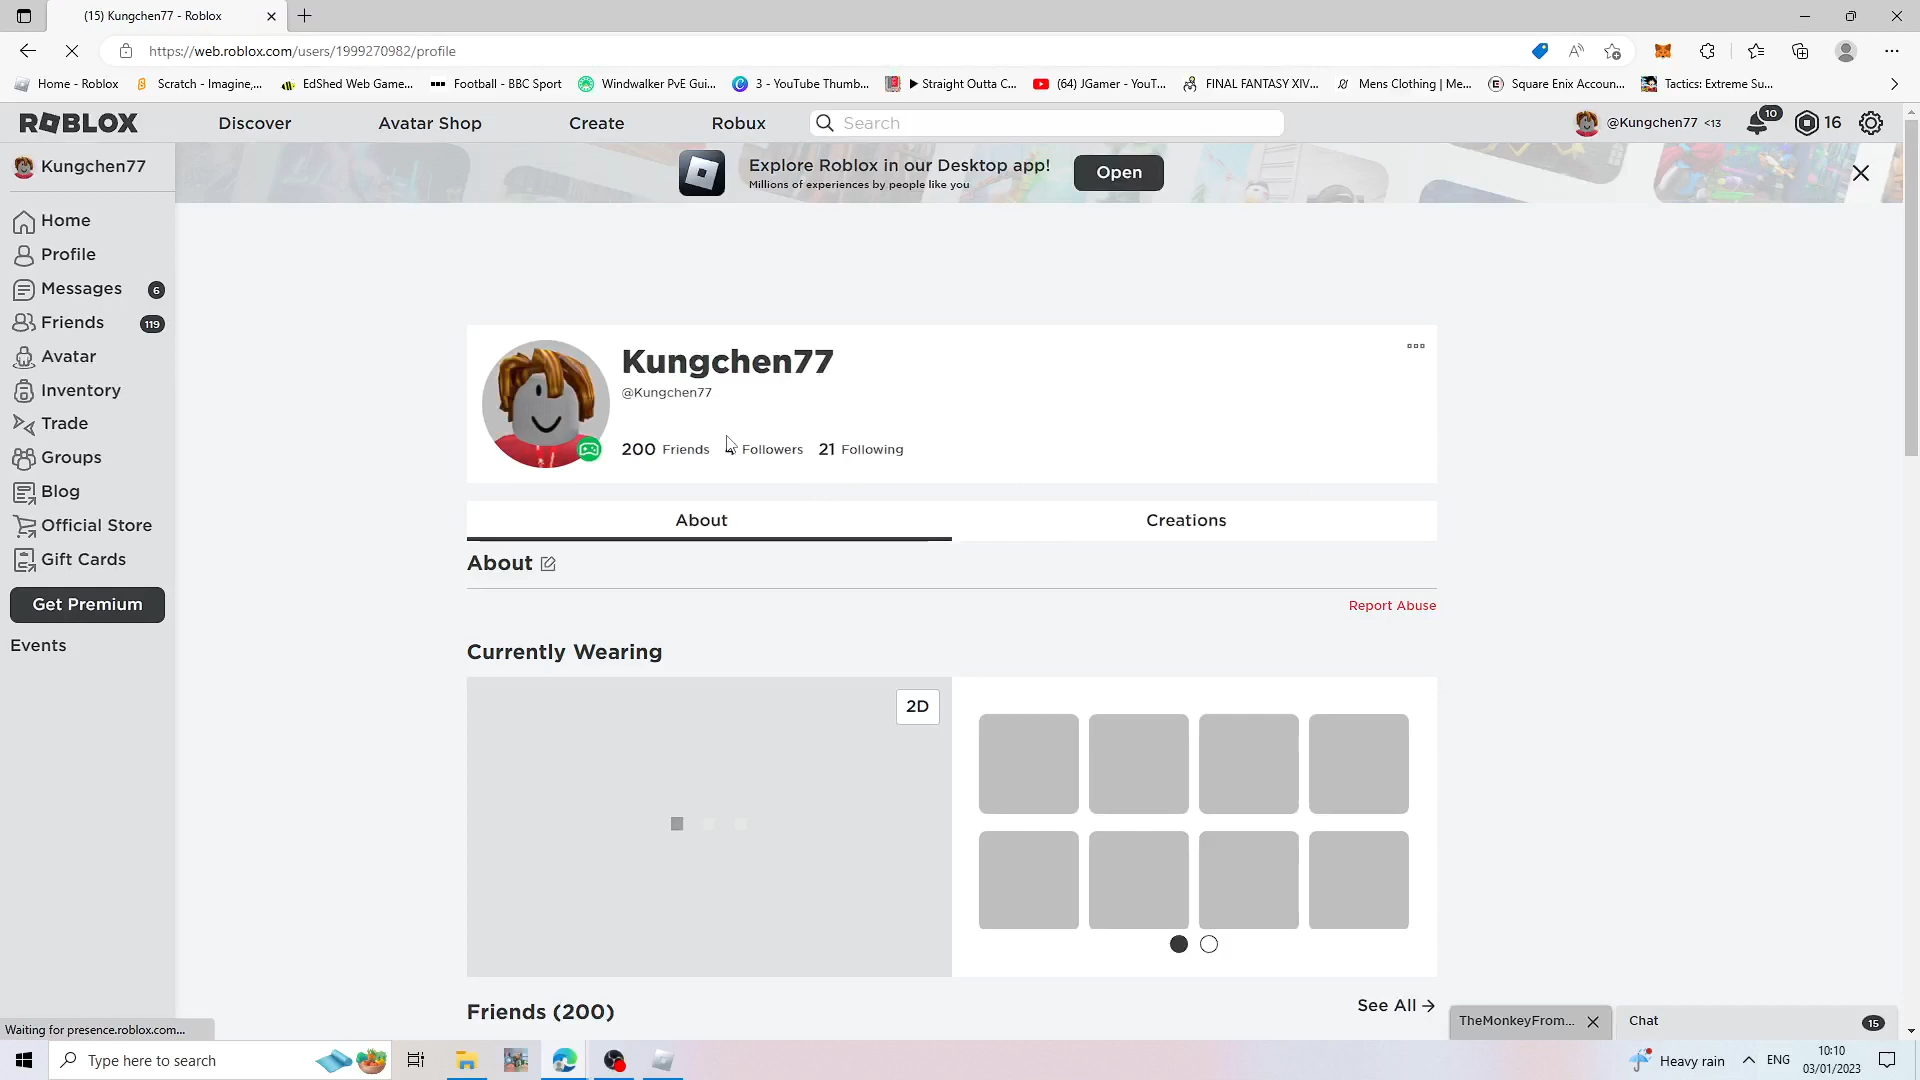 (15) Kungchen77 - Roblox
https://web.roblox.com/users/1999270982/profile
Home - Roblox
Scratch - Imagine,...
EdShed Web Game...
Football - BBC Sport
Windwalker PvE Gui...
3 - YouTube Thumb...
Straight Outta C...
(64) JGamer - YouT...
FINAL FANTASY XIV...
Mens Clothing | Me...
Square Enix Accoun...
Tactics: Extreme Su...
ROBLOX
Discover
Avatar Shop
Create
Robux
Search
@Kungchen77 <13
10
16
Kungchen77
Explore Roblox in our Desktop app!
Millions of experiences by people like you
Open
Home
Profile
Messages 6
Friends 119
Avatar
Inventory
Trade
Groups
Blog
Official Store
Gift Cards
Get Premium
Events
Kungchen77
@Kungchen77
200 Friends
Followers
21 Following
About
Creations
About
Report Abuse
Currently Wearing
2D
Friends (200)
See All
TheMonkeyFrom...
Chat
15
Waiting for presence.roblox.com...
Type here to search
Heavy rain
ENG
10:10
03/01/2023